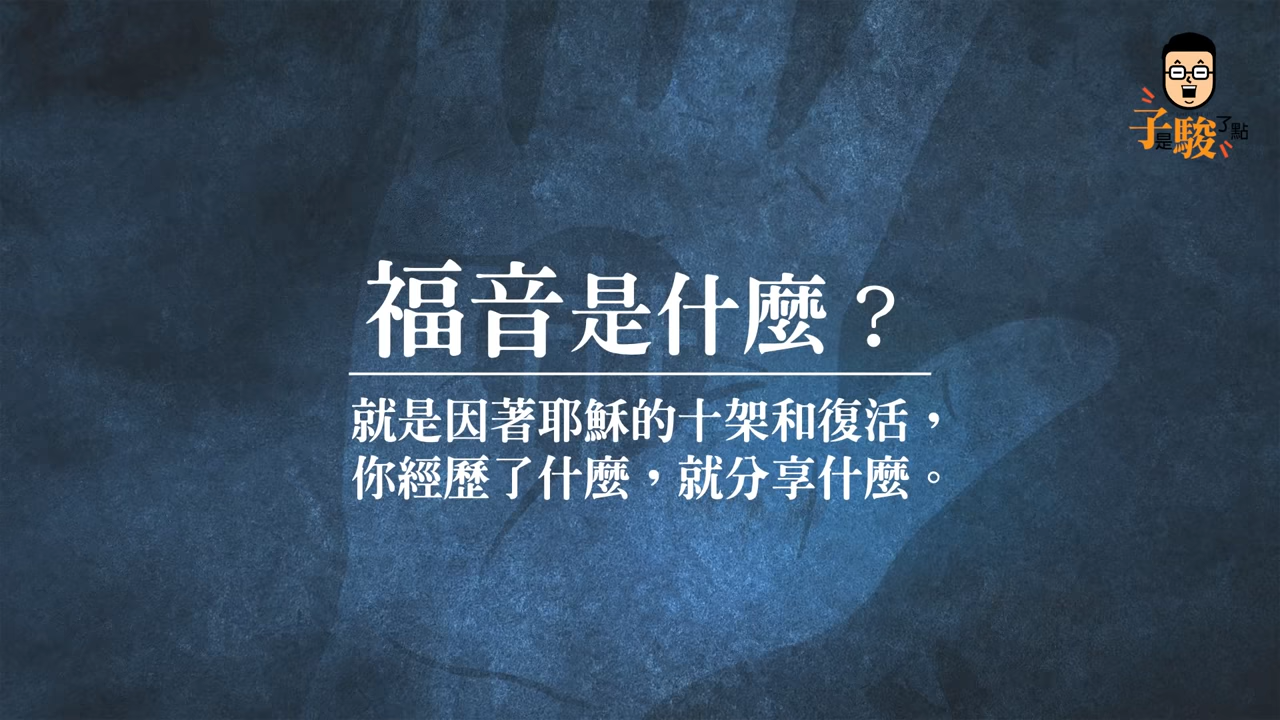 子是駿了點
福音是什麼？
就是因著耶穌的十架和復活，
你經歷了什麼，就分享什麼。